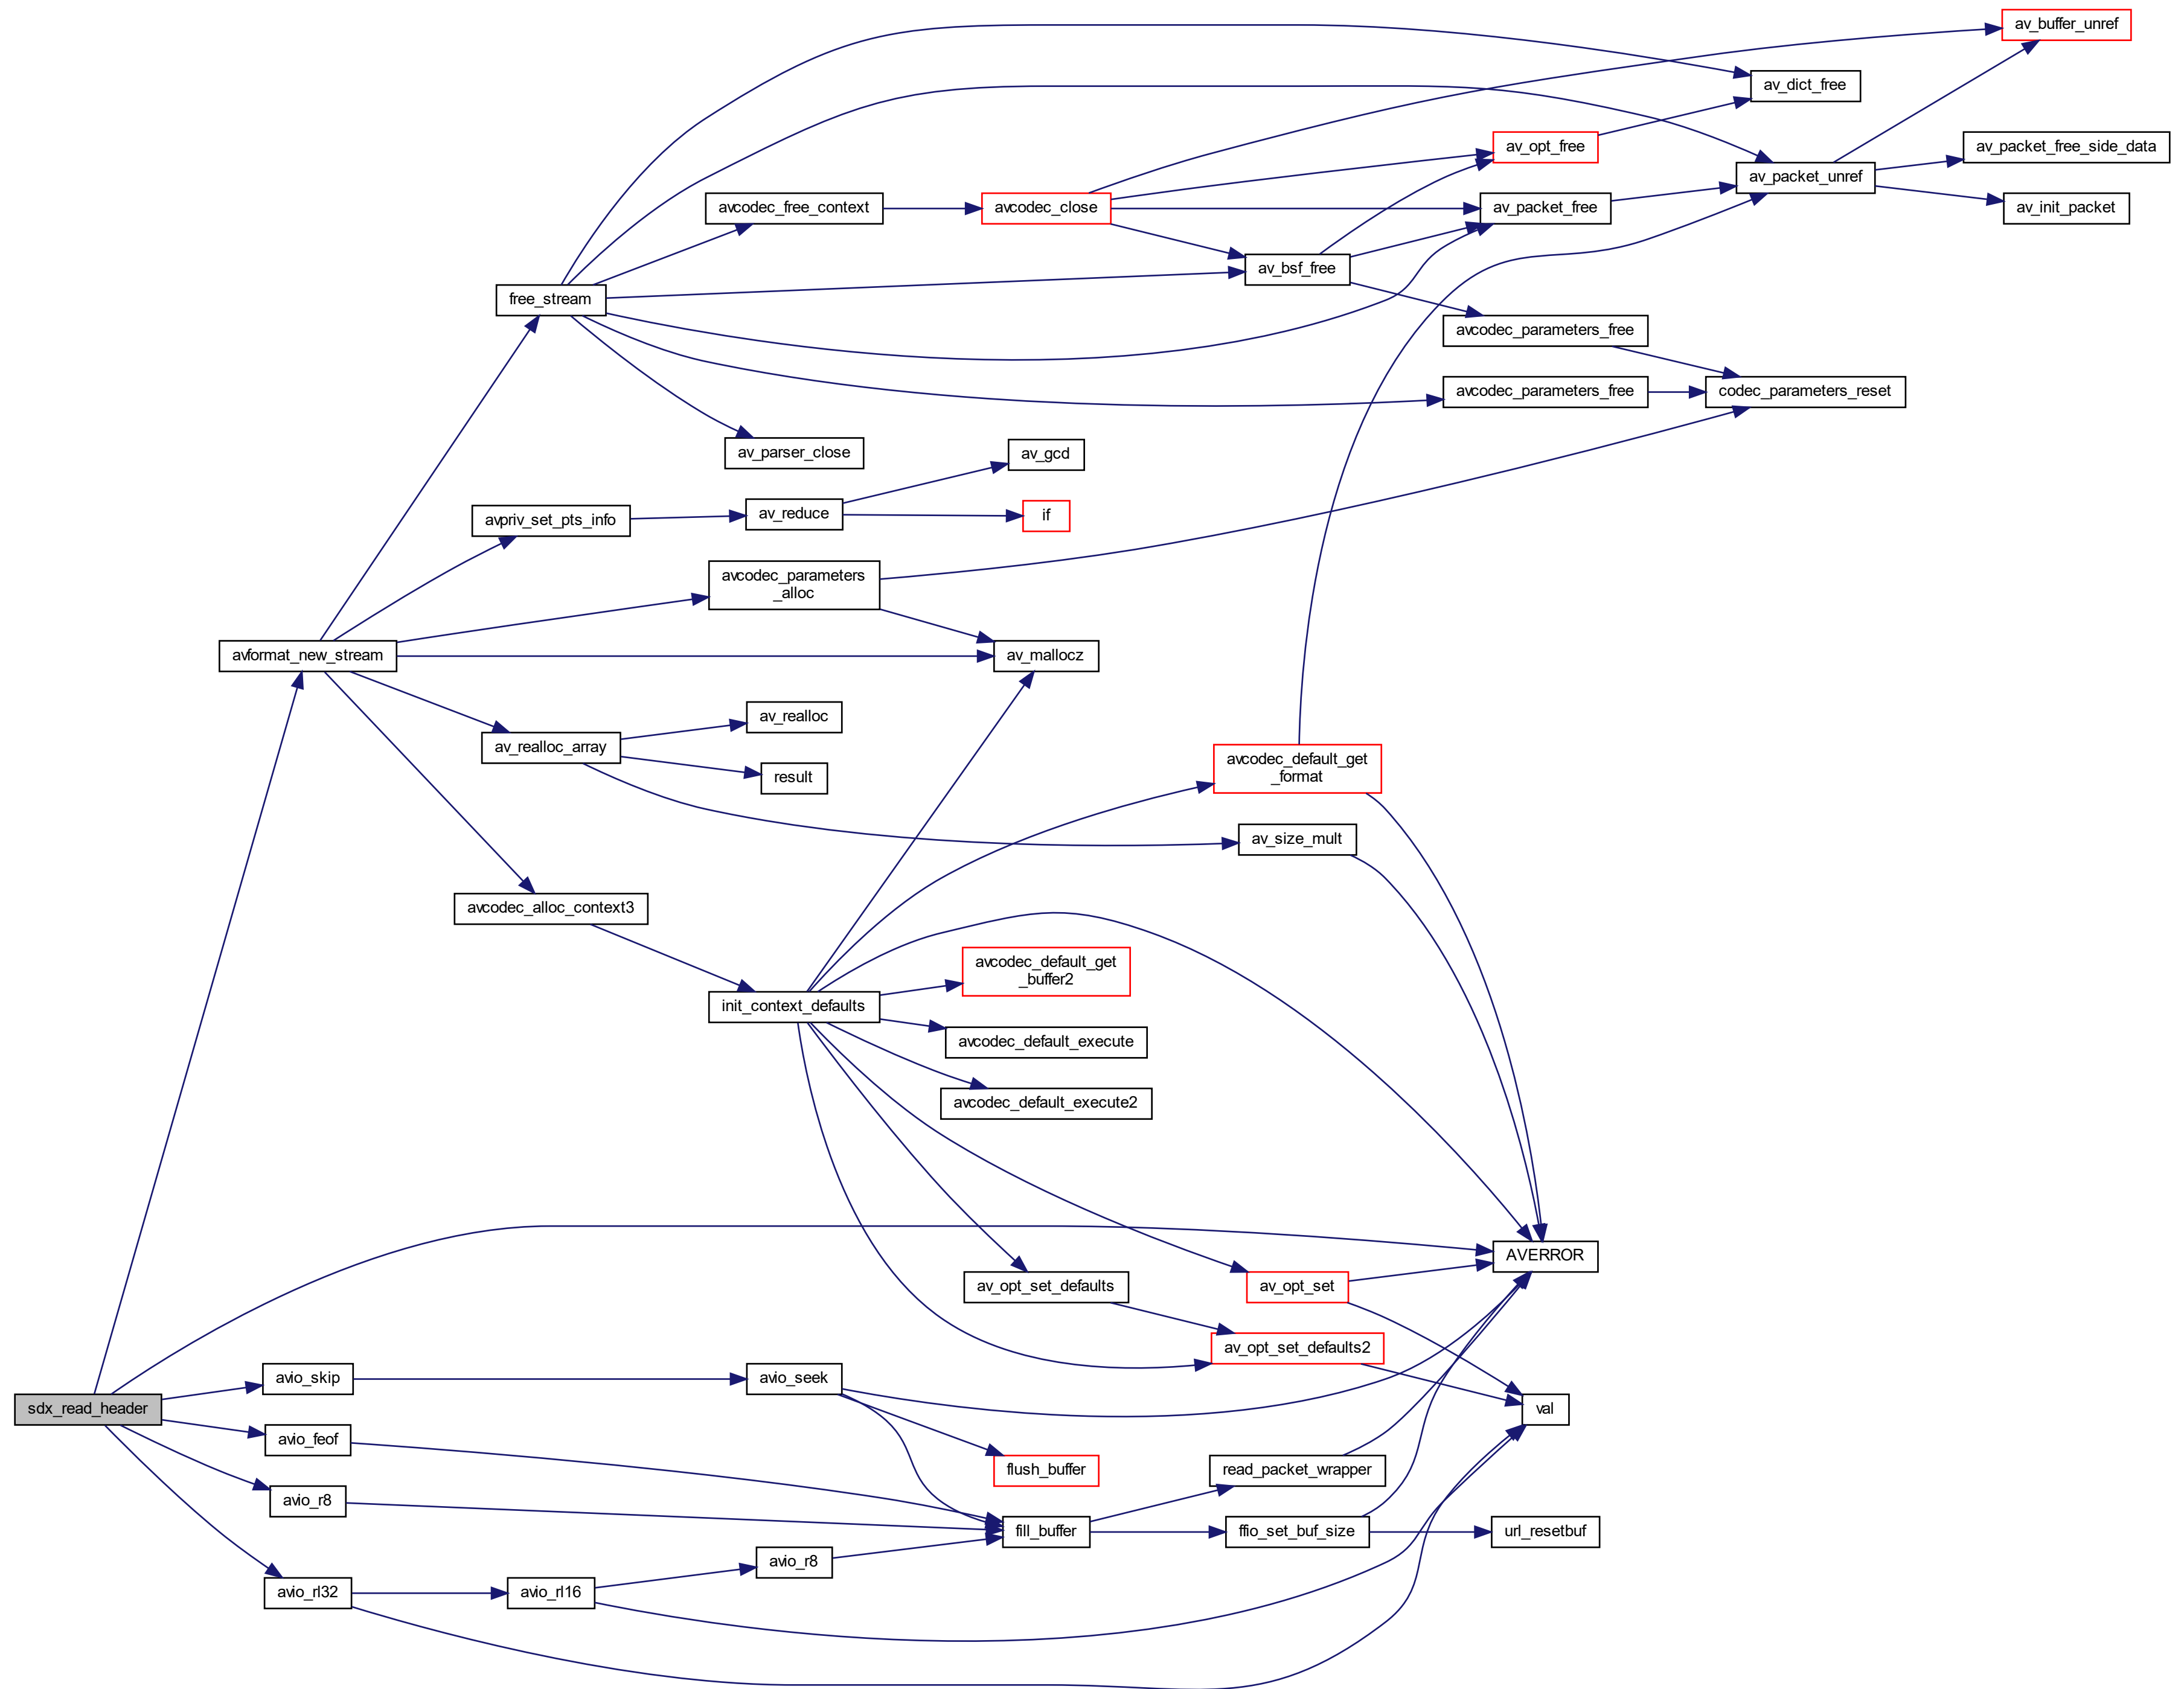 av_buffer_unref
av_dict_free
av_opt_free
av_packet_free_side_data
av_packet_unref
avcodec_free_context
avcodec_close
av_packet_free
av_init_packet
av_bsf_free
free_stream
avcodec_parameters_free
avcodec_parameters_free
codec_parameters_reset
av_parser_close
av_gcd
avpriv_set_pts_info
av_reduce
if
avcodec_parameters
_alloc
avformat_new_stream
av_mallocz
av_realloc
av_realloc_array
result
avcodec_default_get
_format
av_size_mult
avcodec_alloc_context3
avcodec_default_get
_buffer2
init_context_defaults
avcodec_default_execute
avcodec_default_execute2
AVERROR
av_opt_set_defaults
av_opt_set
av_opt_set_defaults2
avio_skip
avio_seek
sdx_read_header
val
avio_feof
flush_buffer
read_packet_wrapper
avio_r8
fill_buffer
ffio_set_buf_size
url_resetbuf
avio_r8
avio_rl32
avio_rl16